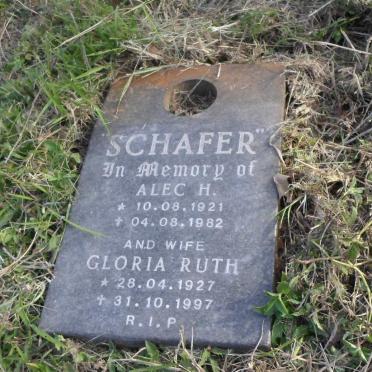 SCHAFER
In Memory of
ALEC H.
* 10.08.1921
† 04.08.1982
AND WIFE
GLORIA RUTH
* 28.04.1927
† 31.10.1997
R.I.P